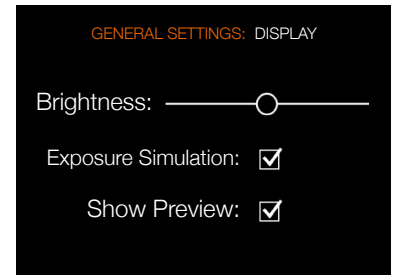 GENERAL SETTINGS: DISPLAY
Brightness:
Exposure Simulation:
Show Preview: